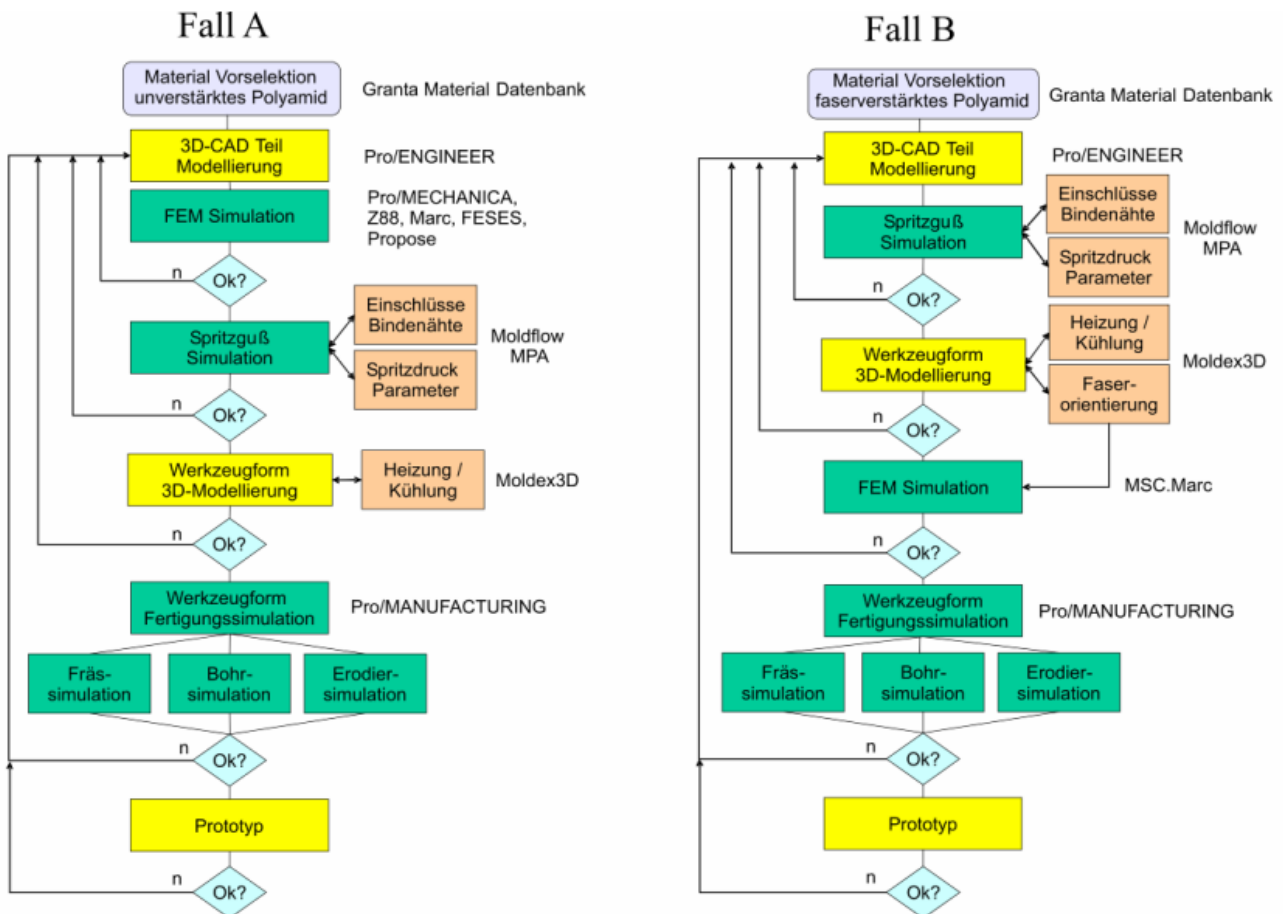 Fall A
Material Vorselektion
unverstärktes Polyamid
Granta Material Datenbank
3D-CAD Teil
Modellierung
Pro/ENGINEER
FEM Simulation
Pro/MECHANICA,
Z88, Marc, FESES,
Propose
n
Ok?
Spritzguß
Simulation
Einschlüsse
Bindenähte
Spritzdruck
Parameter
Moldflow
MPA
n
Ok?
Werkzeugform
3D-Modellierung
Heizung /
Kühlung
Moldex3D
n
Ok?
Werkzeugform
Fertigungssimulation
Pro/MANUFACTURING
Fräs-
simulation
Bohr-
simulation
Erodier-
simulation
n
Ok?
Prototyp
n
Ok?
Fall B
Material Vorselektion
faserverstärktes Polyamid
Granta Material Datenbank
3D-CAD Teil
Modellierung
Pro/ENGINEER
Spritzguß
Simulation
Einschlüsse
Bindenähte
Spritzdruck
Parameter
Moldflow
MPA
n
Ok?
Werkzeugform
3D-Modellierung
Heizung /
Kühlung
Faser-
orientierung
Moldex3D
n
Ok?
FEM Simulation
MSC.Marc
n
Ok?
Werkzeugform
Fertigungssimulation
Pro/MANUFACTURING
Fräs-
simulation
Bohr-
simulation
Erodier-
simulation
n
Ok?
Prototyp
n
Ok?